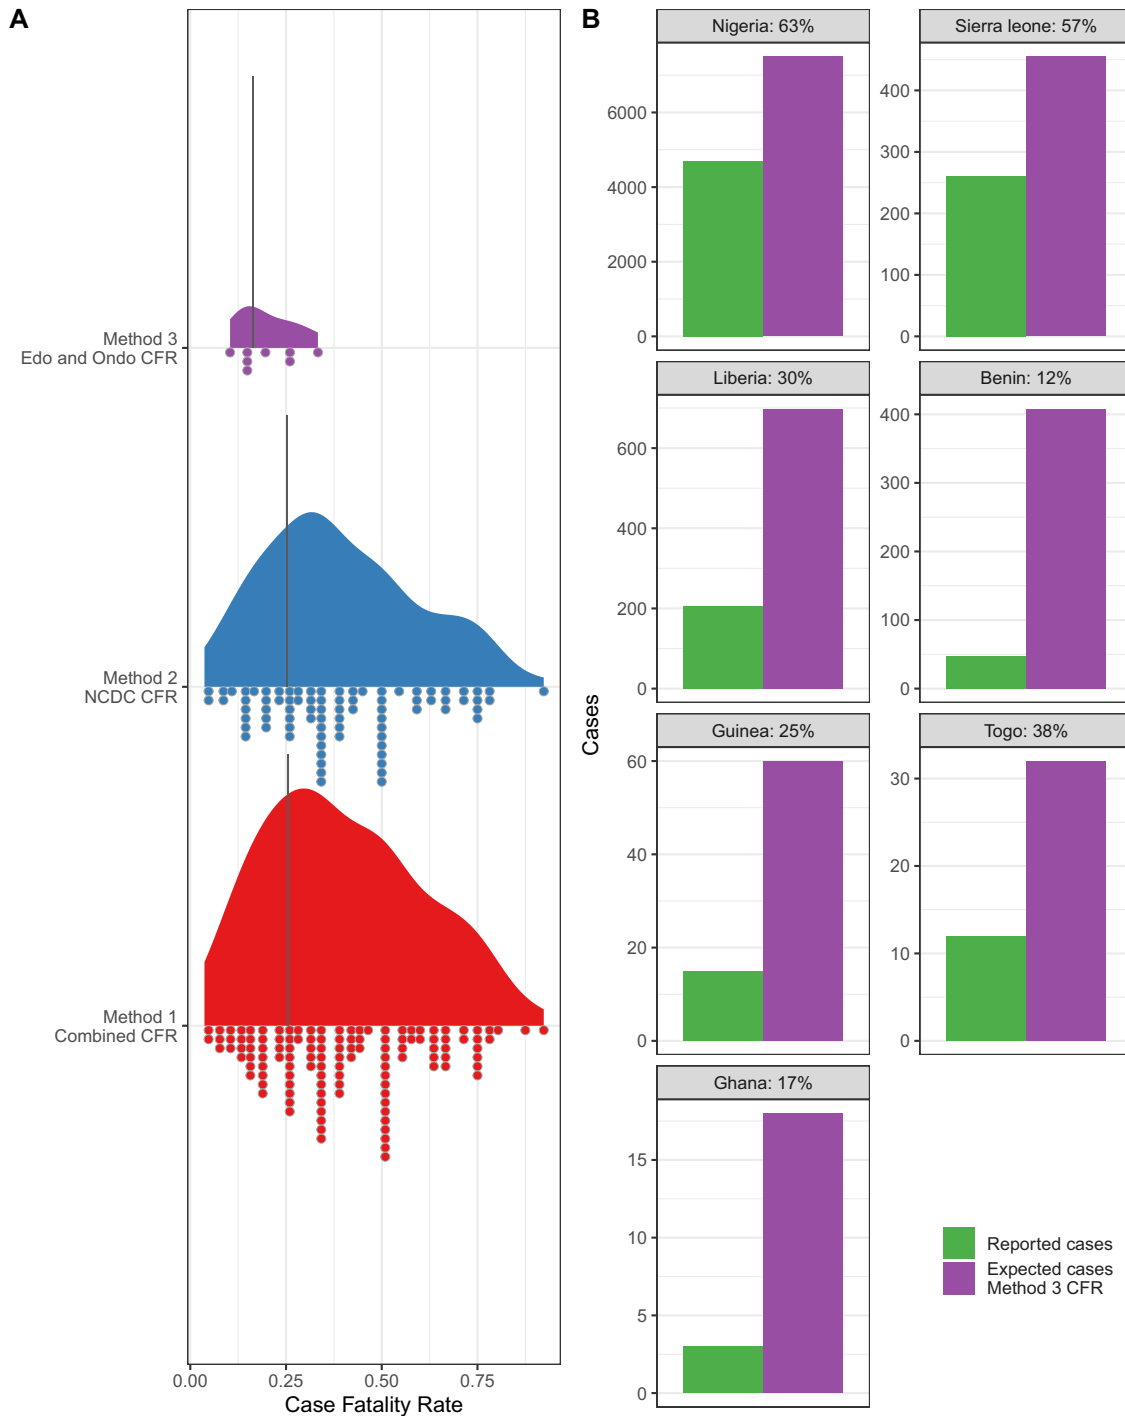 A
Method 3
Edo and Ondo CFR
Method 2
NCDC CFR
Method 1
Combined CFR
0.00
0.25
0.50
0.75
Case Fatality Rate
B
Cases
Nigeria: 63%
6000
4000
2000
0
Sierra leone: 57%
400
300
200
100
0
Liberia: 30%
600
400
200
0
Benin: 12%
400
300
200
100
0
Guinea: 25%
60
40
20
0
Togo: 38%
30
20
10
0
Ghana: 17%
15
10
5
0
Reported cases
Expected cases
Method 3 CFR